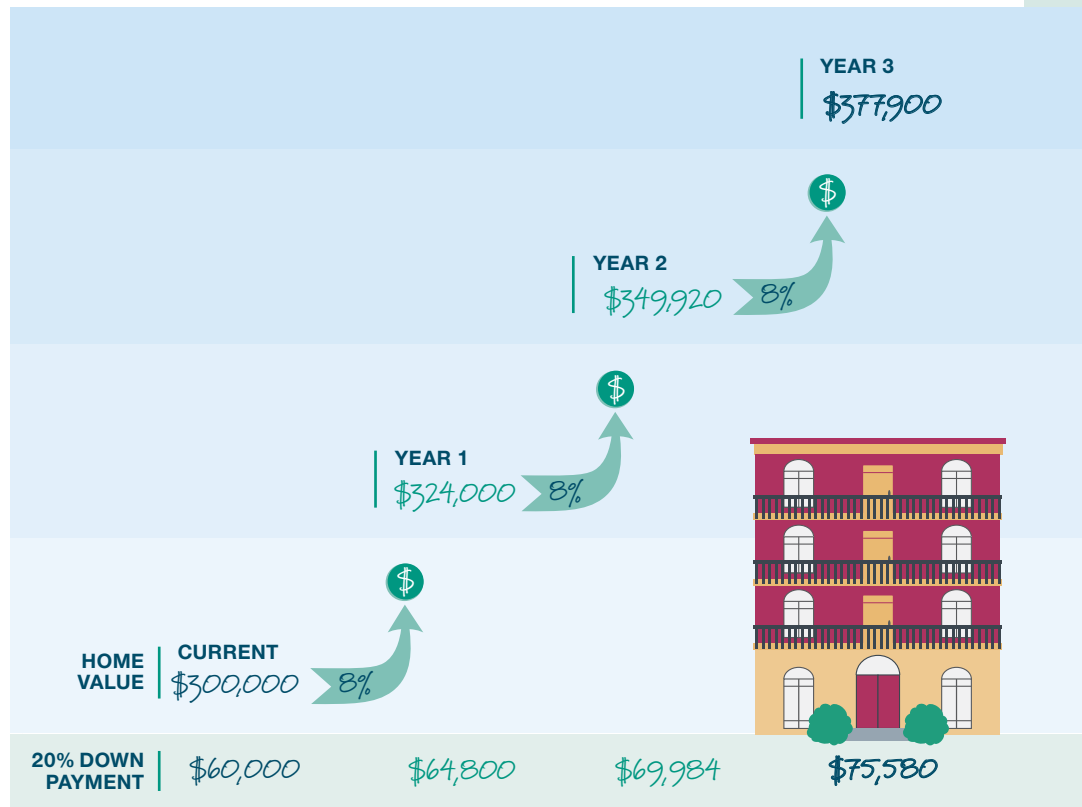 YEAR 3
$377,900
$
YEAR 2
$349,920
8%
$
YEAR 1
$324,000
8%
$
HOME
VALUE
CURRENT
$300,000
8%
20% DOWN
PAYMENT
$60,000
$64,800
$69,984
$75,580